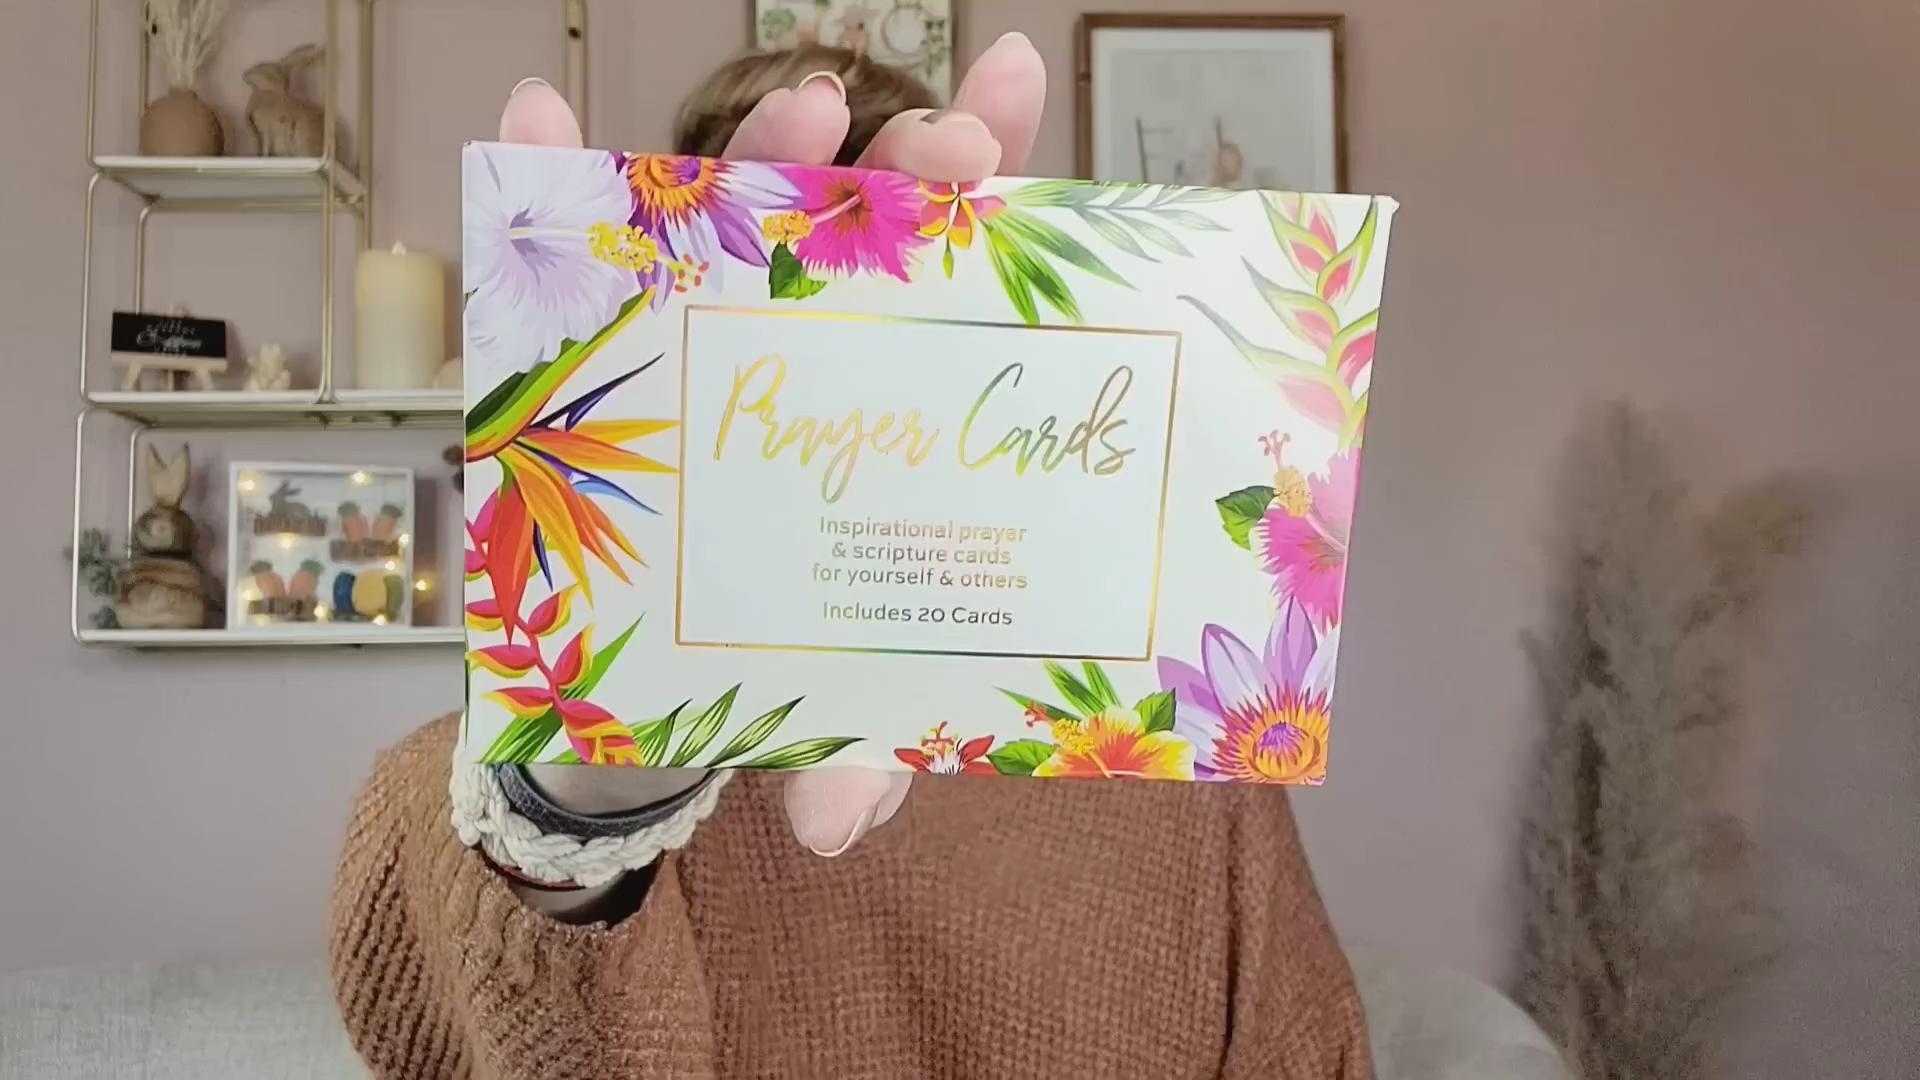 Prayer Cards
Inspirational prayer
& scripture cards
for yourself & others
Includes 20 Cards